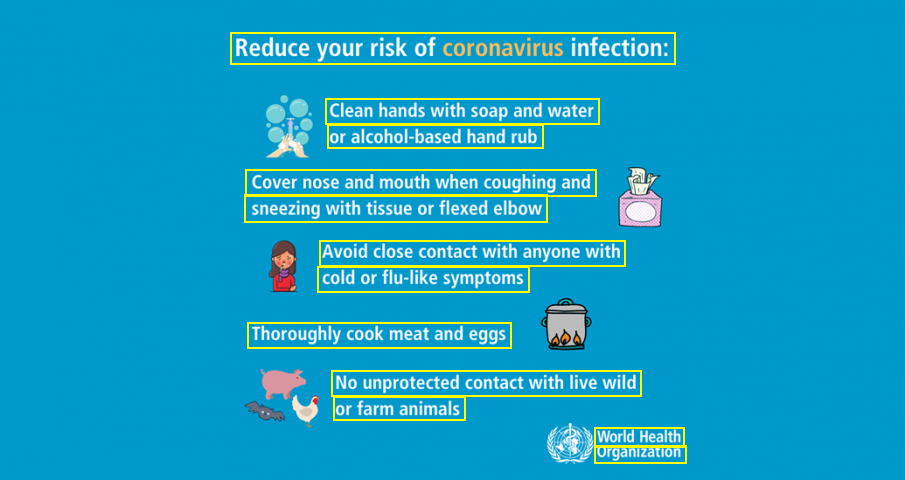 Reduce your risk of coronavirus infection:
Clean hands with soap and water
or alcohol-based hand rub
Cover nose and mouth when coughing and
sneezing with tissue or flexed elbow
Avoid close contact with anyone with
cold or flu-like symptoms
Thoroughly cook meat and eggs
No unprotected contact with live wild
or farm animals
World Health
Organization